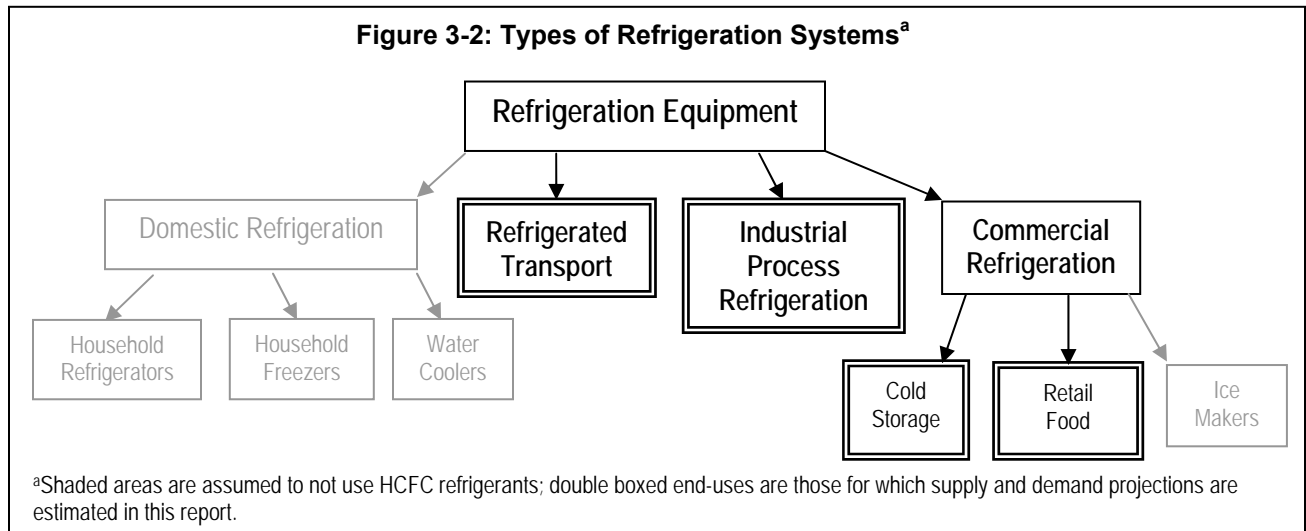 Figure 3-2: Types of Refrigeration Systemsᵃ
Refrigeration Equipment
Domestic Refrigeration
Refrigerated
Transport
Industrial
Process
Refrigeration
Commercial
Refrigeration
Household
Refrigerators
Household
Freezers
Water
Coolers
Cold
Storage
Retail
Food
Ice
Makers
ᵃShaded areas are assumed to not use HCFC refrigerants; double boxed end-uses are those for which supply and demand projections are
estimated in this report.